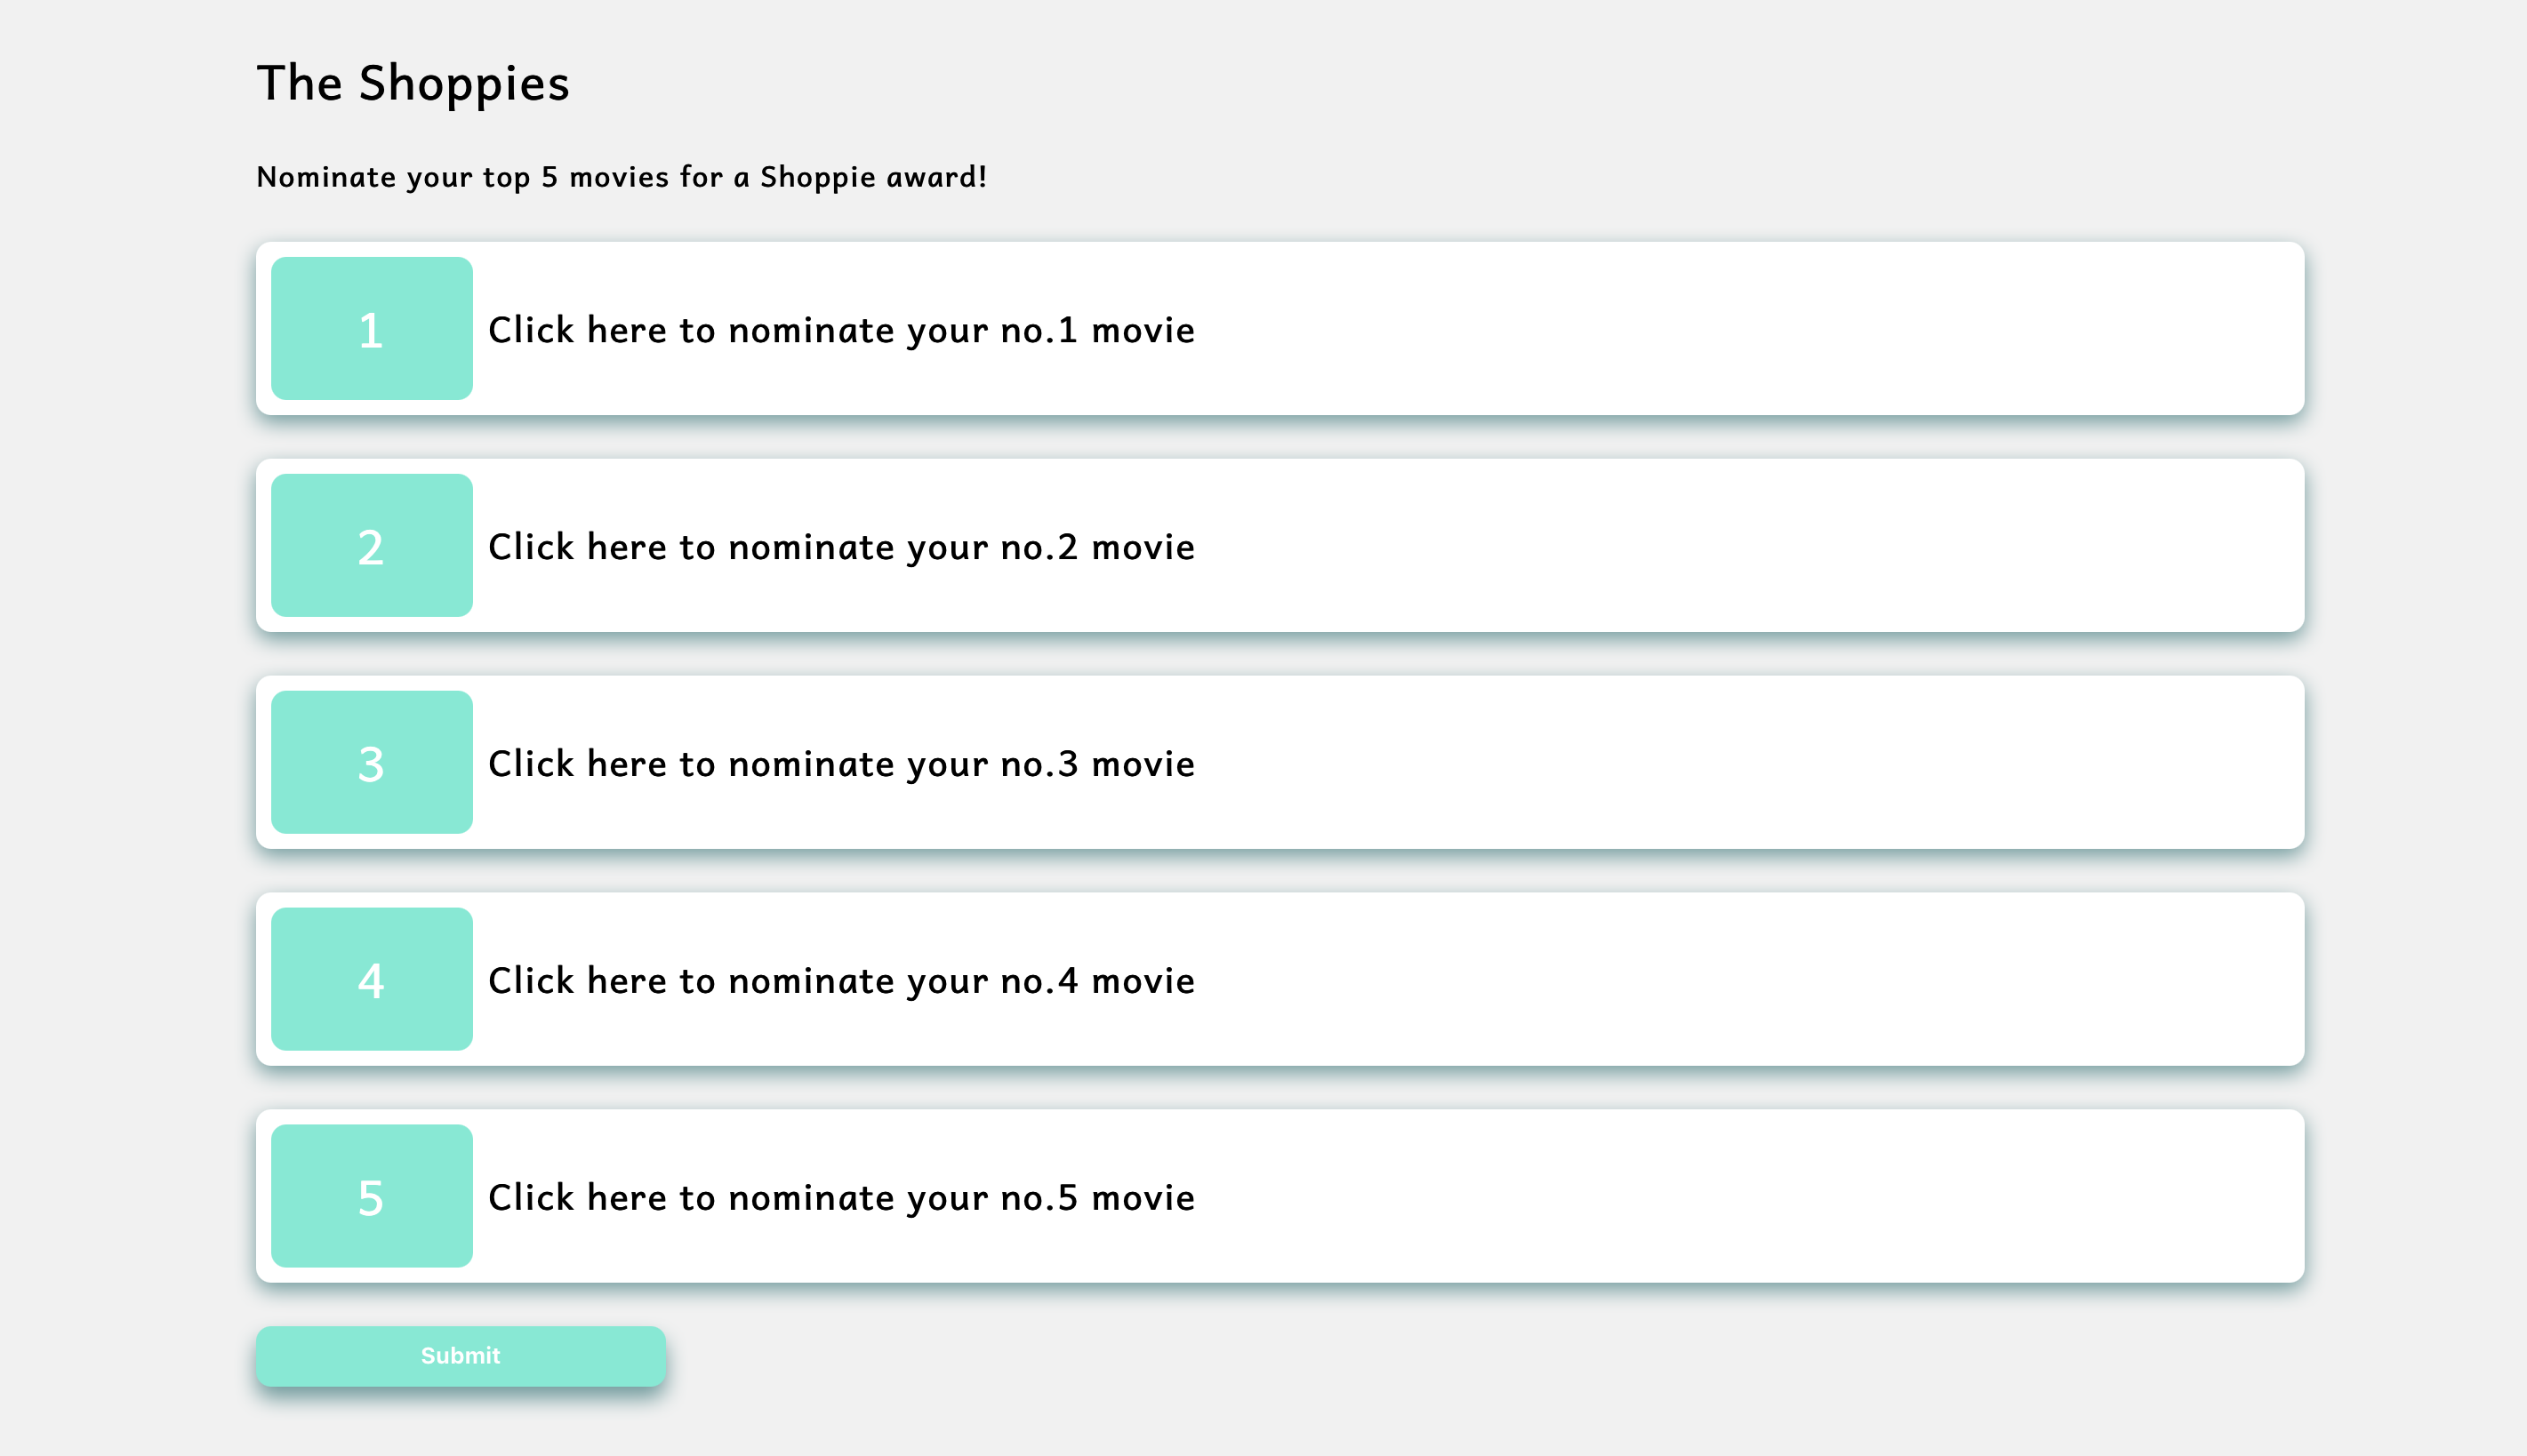 The Shoppies
Nominate your top 5 movies for a Shoppie award!
1 Click here to nominate your no.1 movie
2 Click here to nominate your no.2 movie
3 Click here to nominate your no.3 movie
4 Click here to nominate your no.4 movie
5 Click here to nominate your no.5 movie
Submit